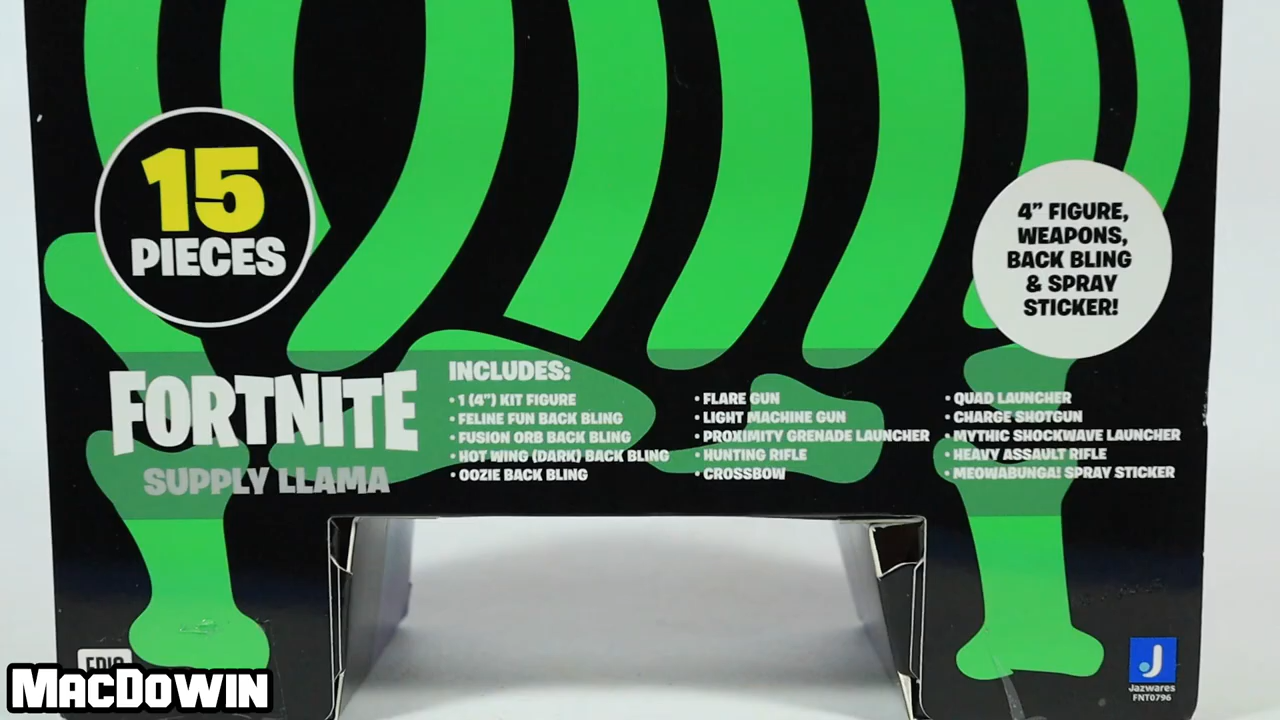 15
PIECES
4” FIGURE,
WEAPONS,
BACK BLING
& SPRAY
STICKER!
FORTNITE
SUPPLY LLAMA
INCLUDES:
• 1 (4”) KIT FIGURE
• FELINE FUN BACK BLING
• FUSION ORB BACK BLING
• HOT WING (DARK) BACK BLING
• OOZIE BACK BLING
• FLARE GUN
• LIGHT MACHINE GUN
• PROXIMITY GRENADE LAUNCHER
• HUNTING RIFLE
• CROSSBOW
• QUAD LAUNCHER
• CHARGE SHOTGUN
• MYTHIC SHOCKWAVE LAUNCHER
• HEAVY ASSAULT RIFLE
• MEOWABUNGA! SPRAY STICKER
EPIC
MACDOWIN
J
Jazwares
FNT0796